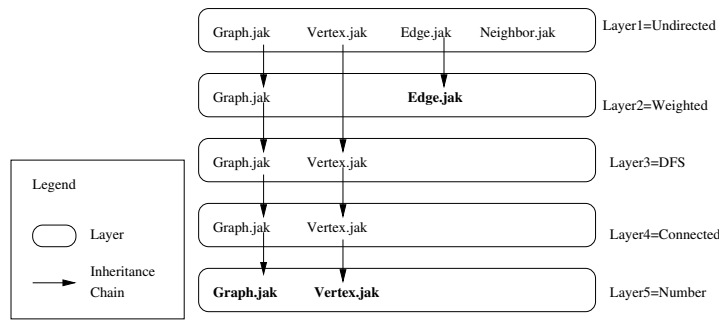 Graph.jak Vertex.jak Edge.jak Neighbor.jak Layer1=Undirected
Graph.jak Edge.jak Layer2=Weighted
Graph.jak Vertex.jak Layer3=DFS
Graph.jak Vertex.jak Layer4=Connected
Graph.jak Vertex.jak Layer5=Number
Legend
Layer
Inheritance
Chain